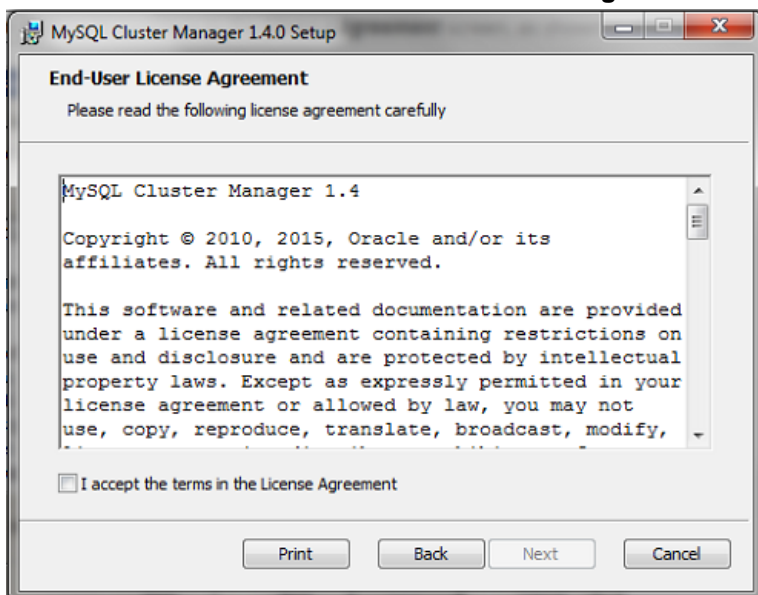 MySQL Cluster Manager 1.4.0 Setup
End-User License Agreement
Please read the following license agreement carefully
MySQL Cluster Manager 1.4
Copyright © 2010, 2015, Oracle and/or its
affiliates. All rights reserved.
This software and related documentation are provided
under a license agreement containing restrictions on
use and disclosure and are protected by intellectual
property laws. Except as expressly permitted in your
license agreement or allowed by law, you may not
use, copy, reproduce, translate, broadcast, modify,
I accept the terms in the License Agreement
Print Back Next Cancel